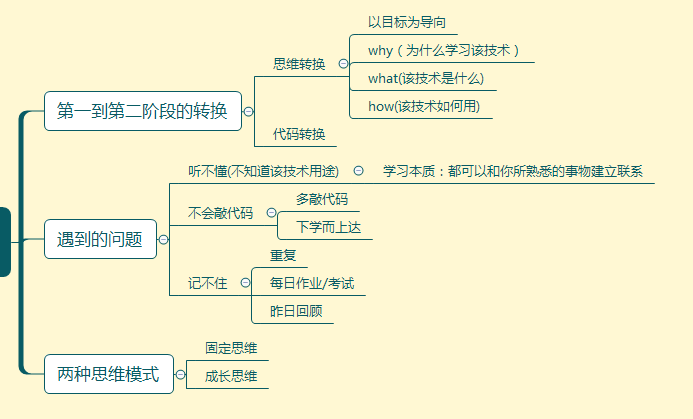 第一到第二阶段的转换
思维转换
以目标为导向
why（为什么学习该技术）
what(该技术是什么)
how(该技术如何用)
代码转换
遇到的问题
听不懂(不知道该技术用途)
学习本质：都可以和你所熟悉的事物建立联系
不会敲代码
多敲代码
下学而上达
记不住
重复
每日作业/考试
昨日回顾
两种思维模式
固定思维
成长思维